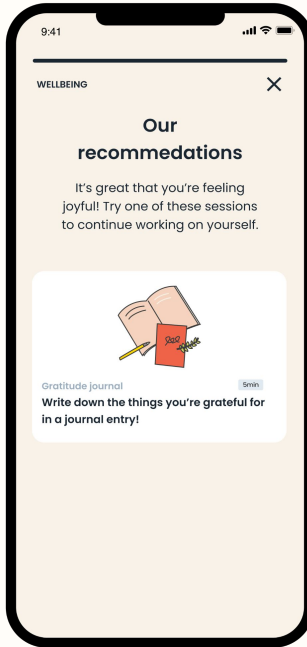 9:41
WELLBEING
Our
recommedations
It's great that you're feeling
joyful! Try one of these sessions
to continue working on yourself.
Gratitude journal
5min
Write down the things you're grateful for
in a journal entry!